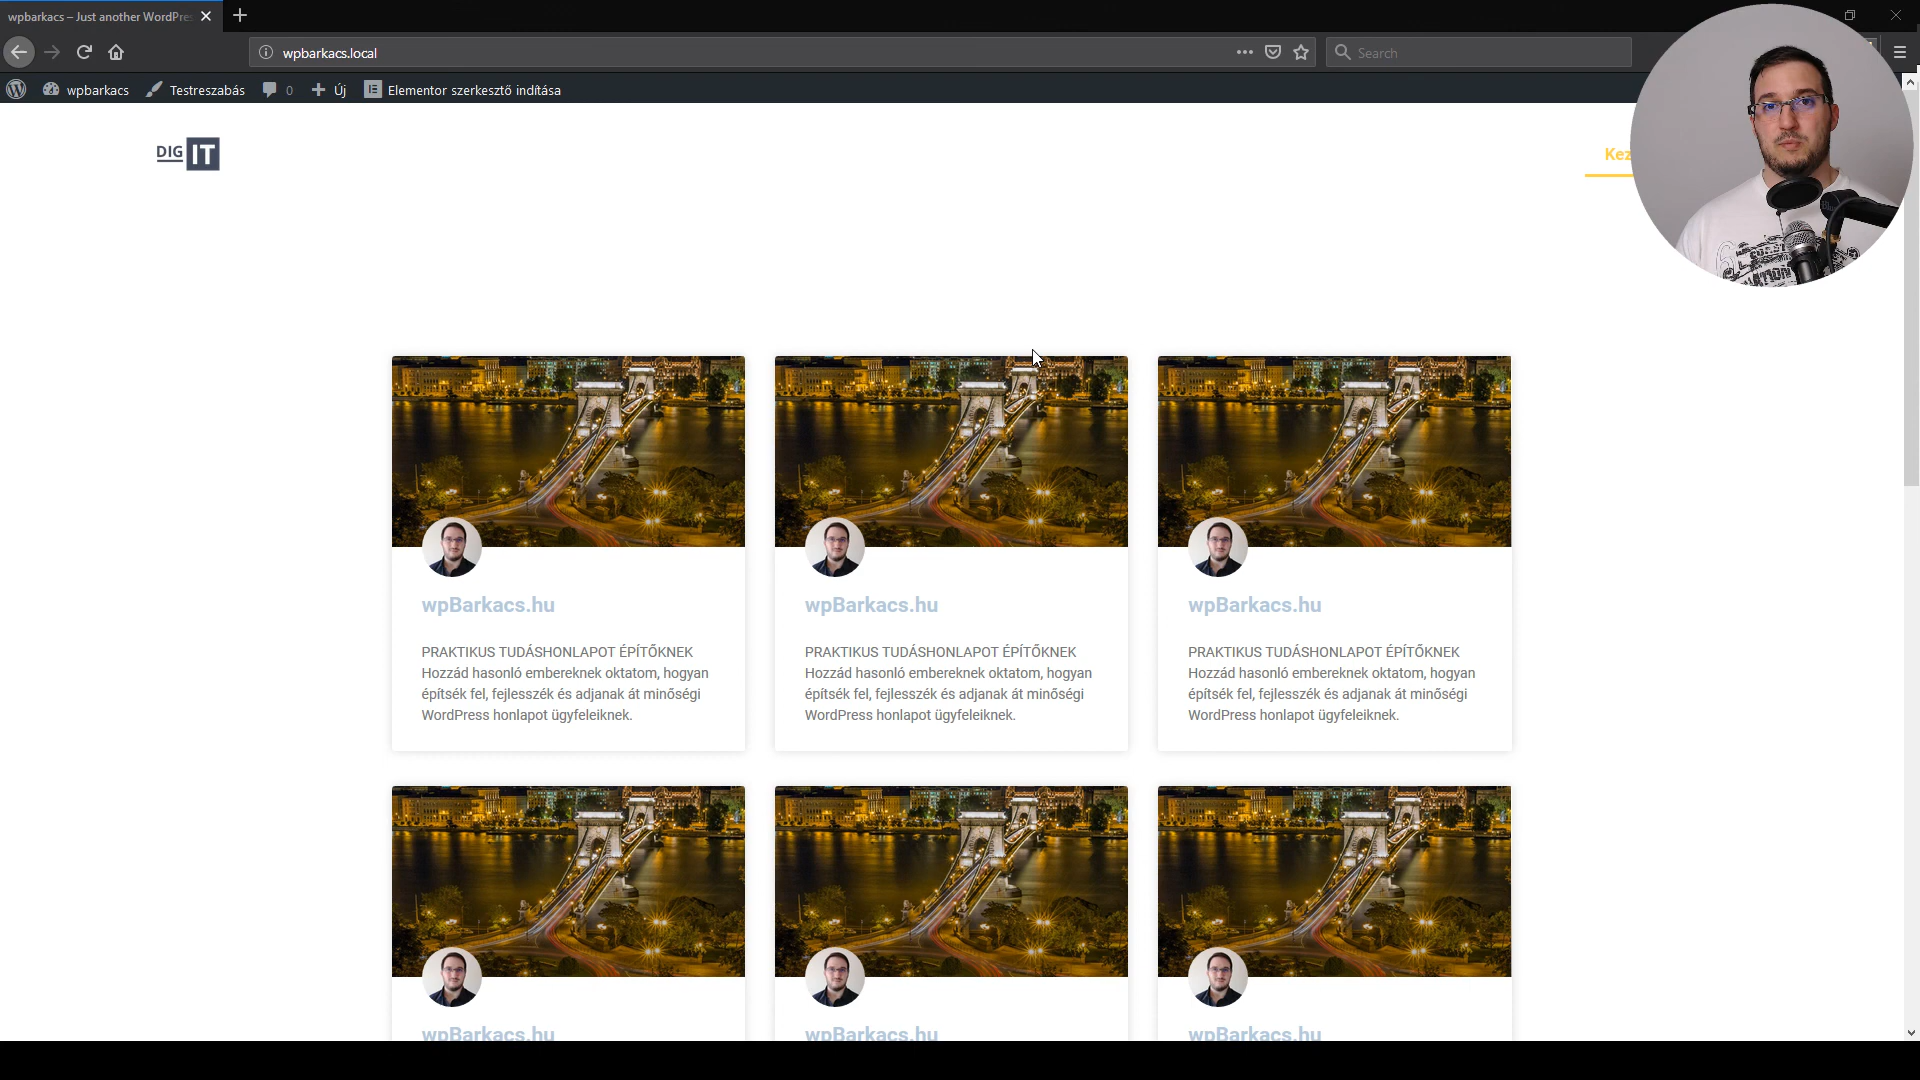 wpbarkacs – Just another WordPre
wpbarkacs.local
Search
wpbarkacs
Testreszabás
0
Új
Elementor szerkesztő indítása
DIG IT
Kez
wpBarkacs.hu
PRAKTIKUS TUDÁSHONLAPOT ÉPÍTŐKNEK
Hozzád hasonló embereknek oktatom, hogyan
építsék fel, fejlesszék és adjanak át minőségi
WordPress honlapot ügyfeleiknek.
wpBarkacs.hu
PRAKTIKUS TUDÁSHONLAPOT ÉPÍTŐKNEK
Hozzád hasonló embereknek oktatom, hogyan
építsék fel, fejlesszék és adjanak át minőségi
WordPress honlapot ügyfeleiknek.
wpBarkacs.hu
PRAKTIKUS TUDÁSHONLAPOT ÉPÍTŐKNEK
Hozzád hasonló embereknek oktatom, hogyan
építsék fel, fejlesszék és adjanak át minőségi
WordPress honlapot ügyfeleiknek.
wpBarkacs.hu
wpBarkacs.hu
wpBarkacs.hu